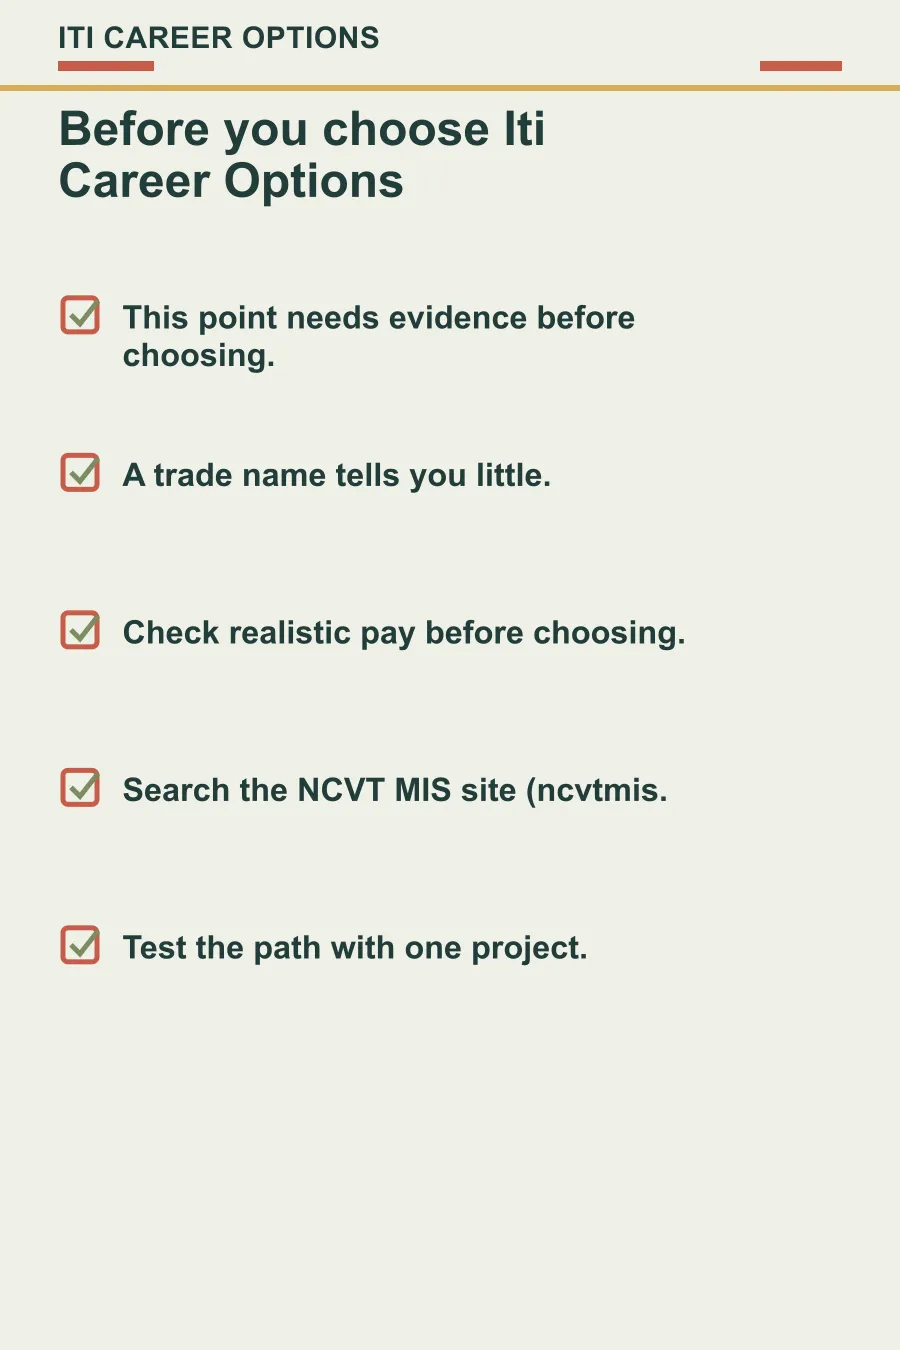 ITI CAREER OPTIONS
Before you choose Iti
Career Options
This point needs evidence before
choosing.
A trade name tells you little.
Check realistic pay before choosing.
Search the NCVT MIS site (ncvtmis.
Test the path with one project.